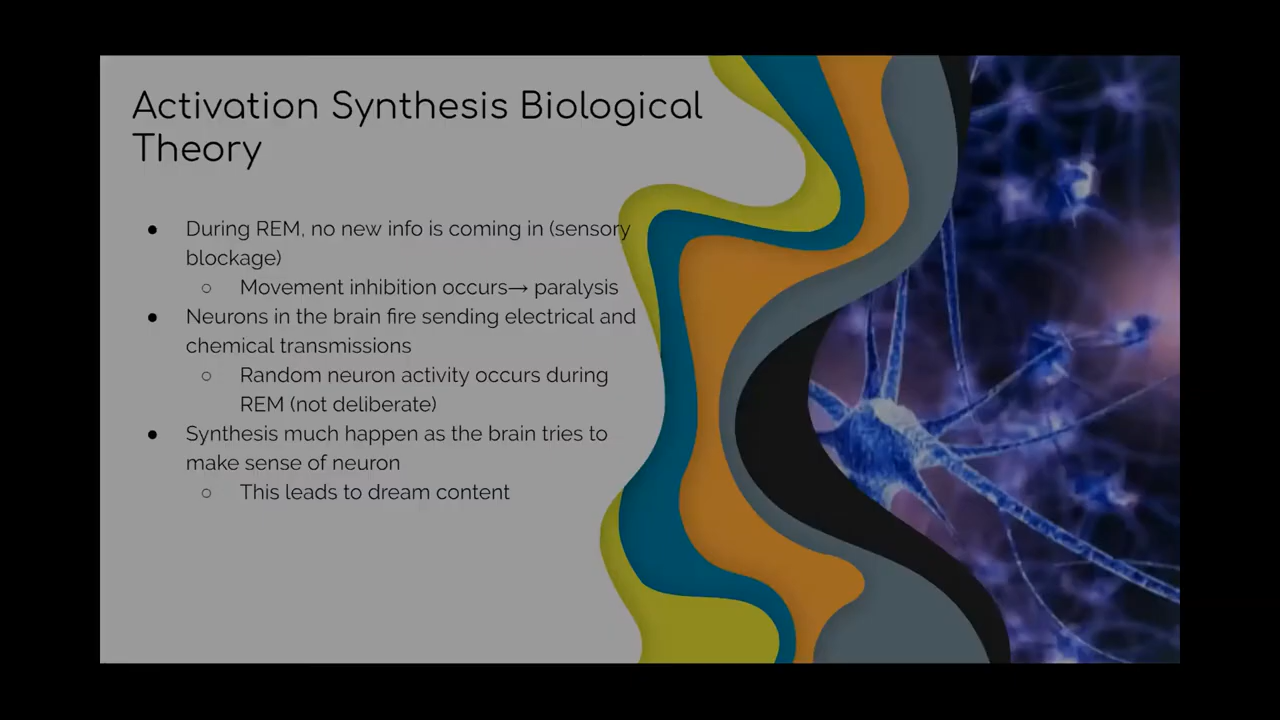 Activation Synthesis Biological
Theory
● During REM, no new info is coming in (sensory
blockage)
○ Movement inhibition occurs→ paralysis
● Neurons in the brain fire sending electrical and
chemical transmissions
○ Random neuron activity occurs during
REM (not deliberate)
● Synthesis much happen as the brain tries to
make sense of neuron
○ This leads to dream content